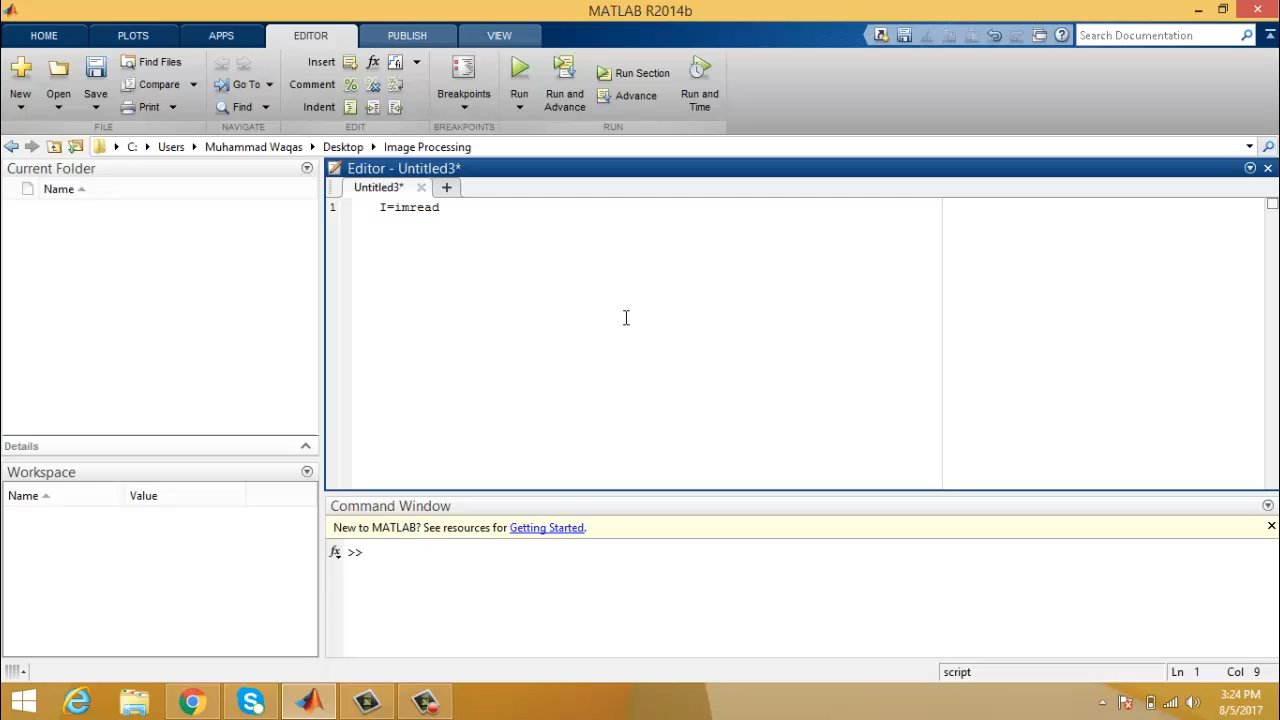 MATLAB R2014b
HOME PLOTS APPS EDITOR PUBLISH VIEW
Search Documentation
New Open Save
Find Files
Compare
Print
FILE
Go To
Find
NAVIGATE
Insert
Comment
Indent
fx
EDIT
Breakpoints
BREAKPOINTS
Run
Run and Advance
Run Section
Advance
Run and Time
RUN
C: Users Muhammad Waqas Desktop Image Processing
Current Folder
Name
Details
Workspace
Name Value
Editor - Untitled3*
Untitled3*
1 I=imread
Command Window
New to MATLAB? See resources for Getting Started.
fx >>
script Ln 1 Col 9
3:24 PM
8/5/2017